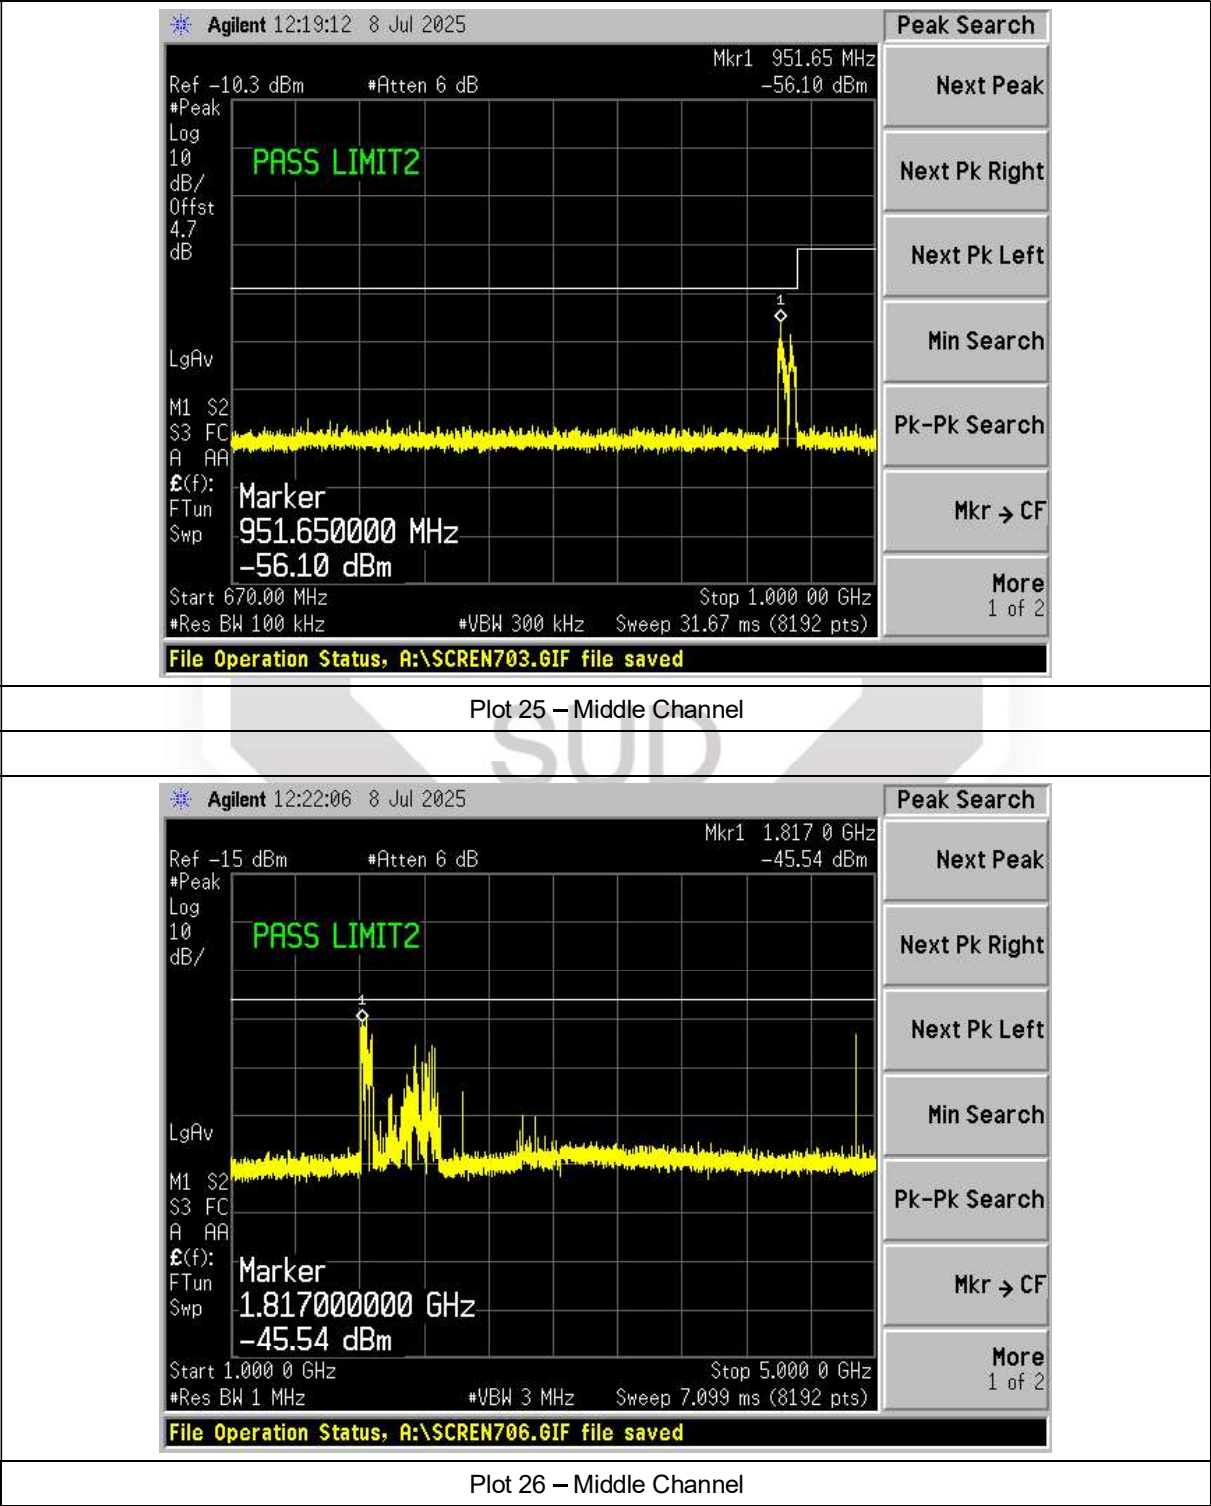 Agilent 12:19:12 8 Jul 2025
Peak Search
Mkr1 951.65 MHz
Ref -10.3 dBm #Atten 6 dB -56.10 dBm
#Peak
Log
10
dB/
Offst
4.7
dB
PASS LIMIT2
1
LgAv
M1 S2
S3 FC
A AA
£(f):
FTun
Swp
Marker
951.650000 MHz
-56.10 dBm
Start 670.00 MHz Stop 1.000 00 GHz
#Res BW 100 kHz #VBW 300 kHz Sweep 31.67 ms (8192 pts)
File Operation Status, A:\SCREN703.GIF file saved
Next Peak
Next Pk Right
Next Pk Left
Min Search
Pk-Pk Search
Mkr → CF
More
1 of 2
Plot 25 – Middle Channel
SUD
Agilent 12:22:06 8 Jul 2025
Peak Search
Mkr1 1.817 0 GHz
Ref -15 dBm #Atten 6 dB -45.54 dBm
#Peak
Log
10
dB/
PASS LIMIT2
1
LgAv
M1 S2
S3 FC
A AA
£(f):
FTun
Swp
Marker
1.817000000 GHz
-45.54 dBm
Start 1.000 0 GHz Stop 5.000 0 GHz
#Res BW 1 MHz #VBW 3 MHz Sweep 7.099 ms (8192 pts)
File Operation Status, A:\SCREN706.GIF file saved
Next Peak
Next Pk Right
Next Pk Left
Min Search
Pk-Pk Search
Mkr → CF
More
1 of 2
Plot 26 – Middle Channel